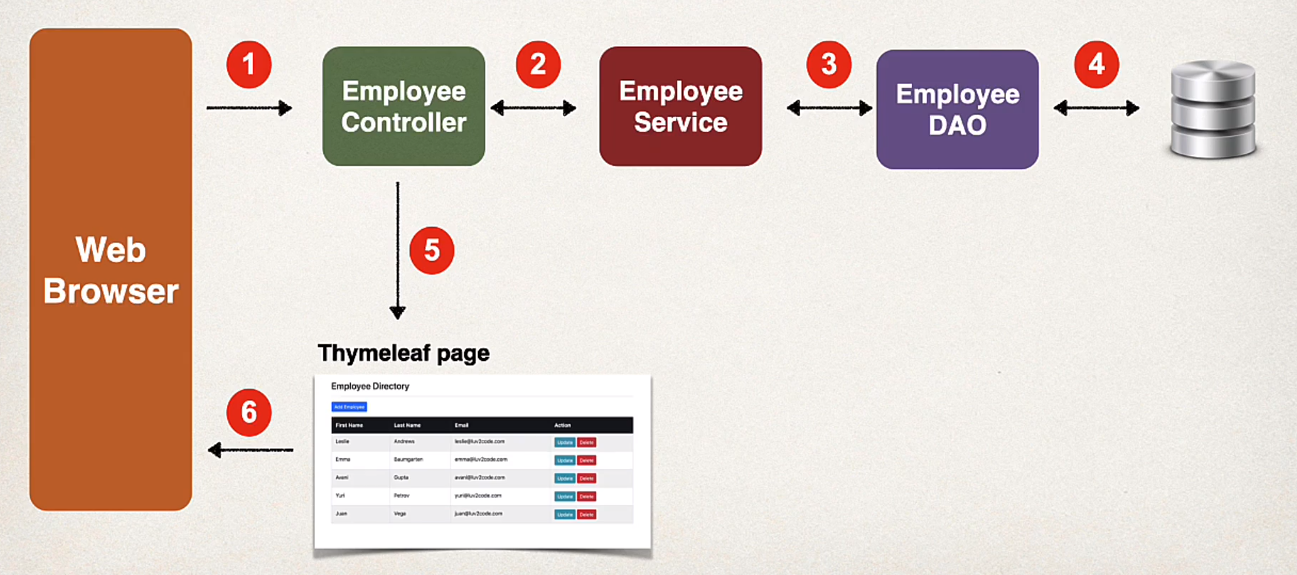 1
2
3
4
Employee
Controller
Employee
Service
Employee
DAO
Web
Browser
5
Thymeleaf page
6
Employee Directory
Add Employee
First Name Last Name Email Action
Leslie Andrews leslie@luv2code.com Update Delete
Emma Baumgarten emma@luv2code.com Update Delete
Avani Gupta avani@luv2code.com Update Delete
Yuri Petrov yuri@luv2code.com Update Delete
Juan Vega juan@luv2code.com Update Delete